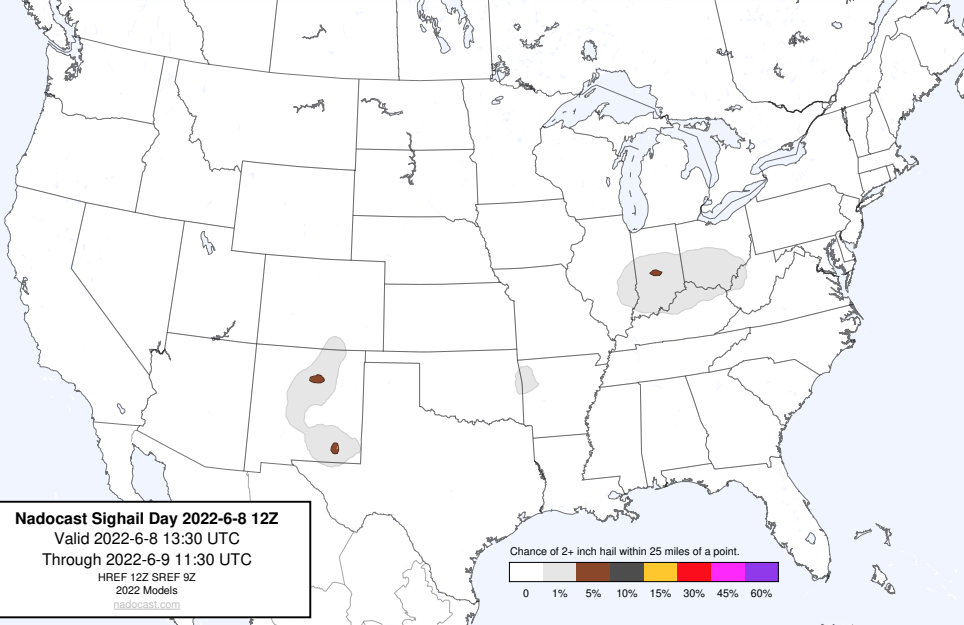 Nadocast Sighail Day 2022-6-8 12Z
Valid 2022-6-8 13:30 UTC
Through 2022-6-9 11:30 UTC
HREF 12Z SREF 9Z
2022 Models
nadocast.com
Chance of 2+ inch hail within 25 miles of a point.
0 1% 5% 10% 15% 30% 45% 60%